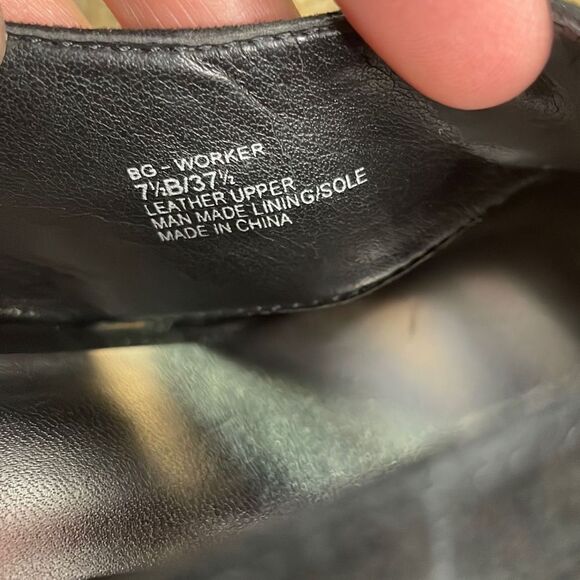 BG - WORKER
7½B/37½
LEATHER UPPER
MAN MADE LINING/SOLE
MADE IN CHINA